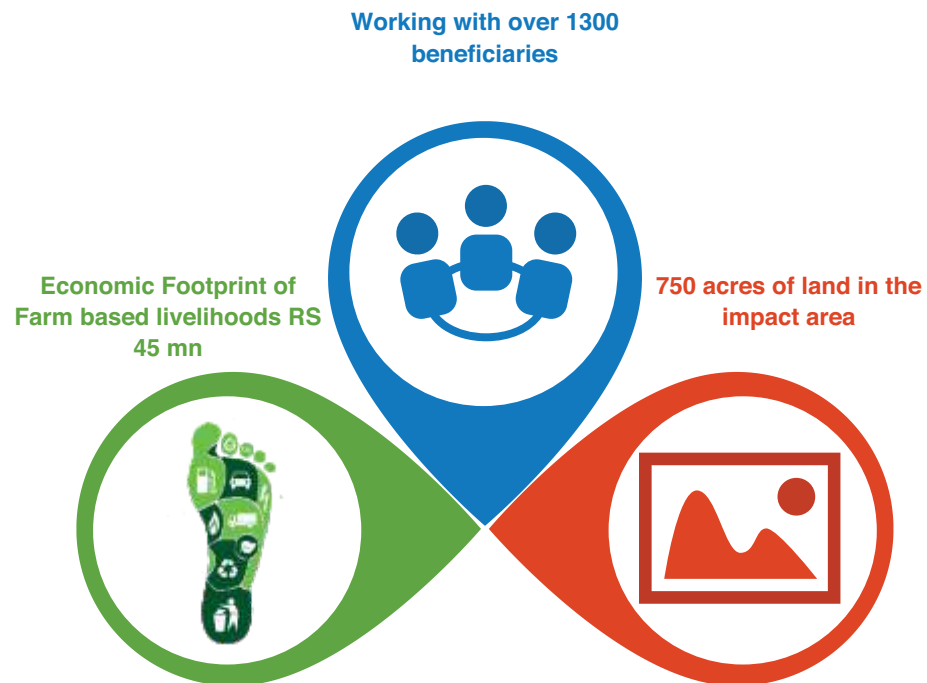 Working with over 1300
beneficiaries
Economic Footprint of
Farm based livelihoods RS
45 mn
750 acres of land in the
impact area